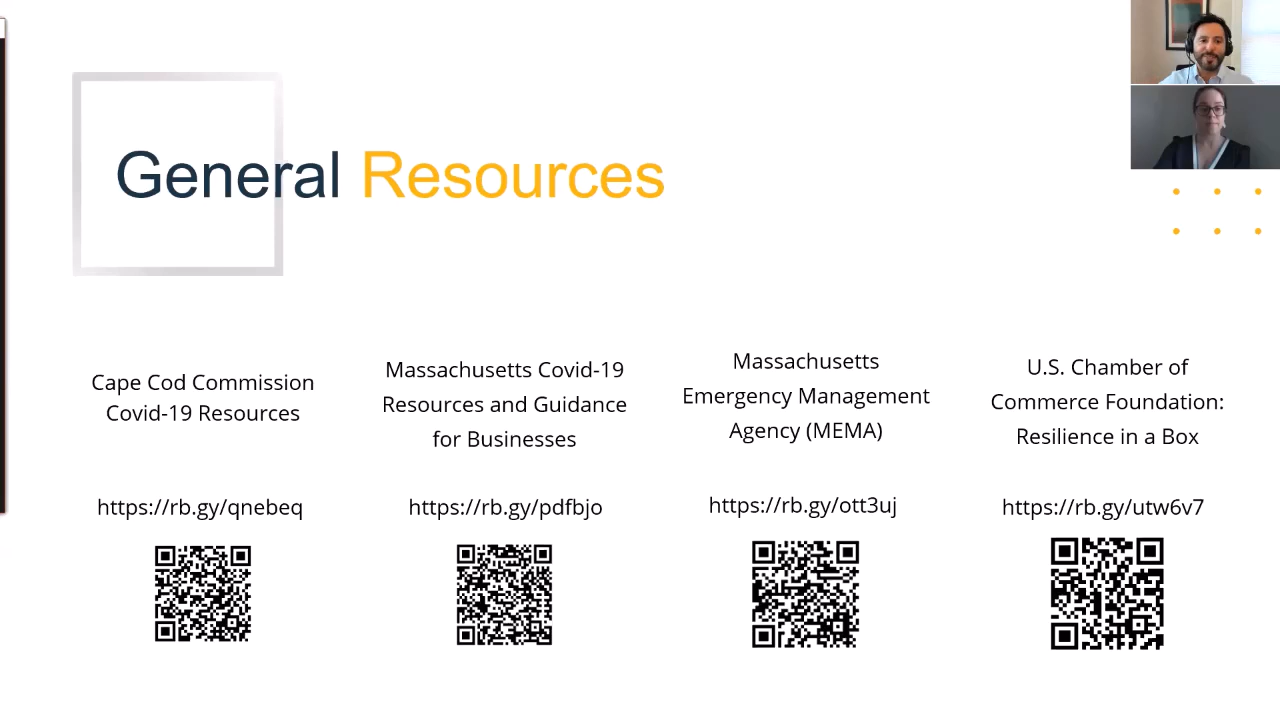 General Resources
Cape Cod Commission
Covid-19 Resources
https://rb.gy/qnebeq
Massachusetts Covid-19
Resources and Guidance
for Businesses
https://rb.gy/pdfbjo
Massachusetts
Emergency Management
Agency (MEMA)
https://rb.gy/ott3uj
U.S. Chamber of
Commerce Foundation:
Resilience in a Box
https://rb.gy/utw6v7